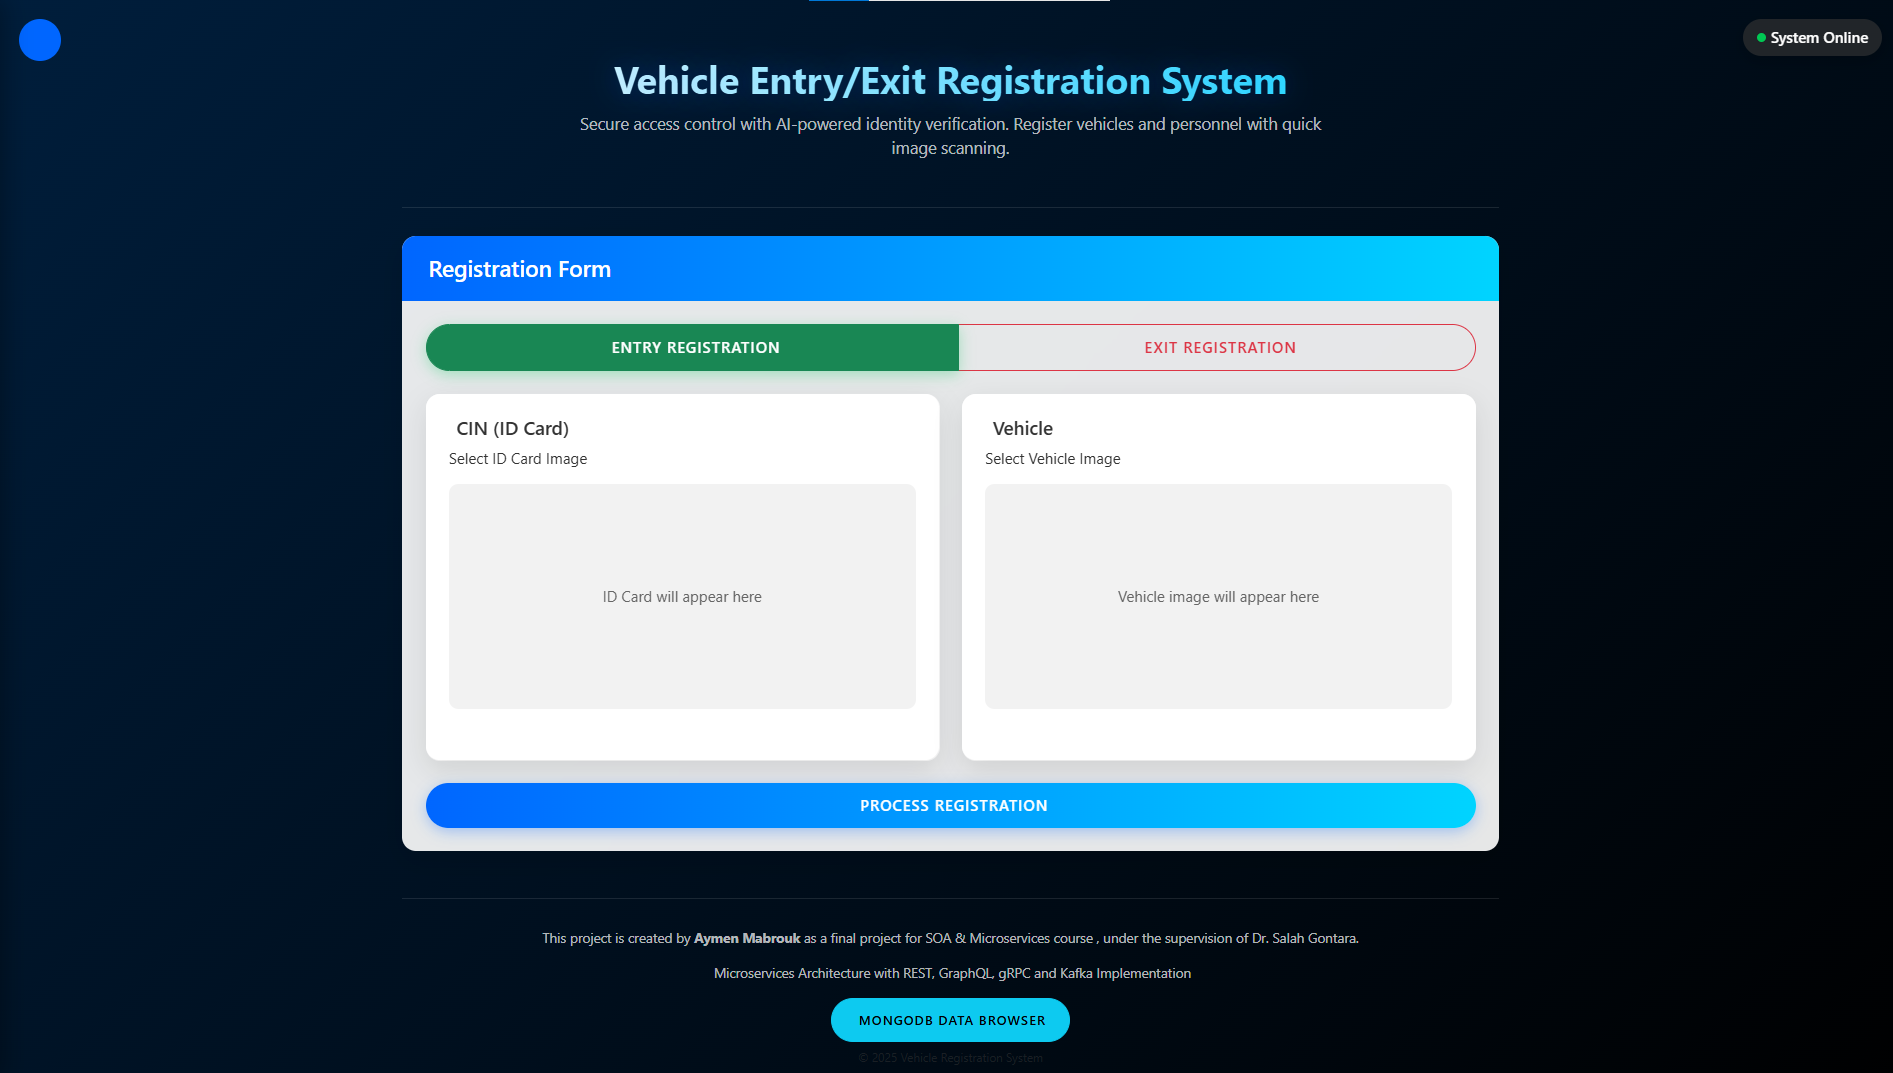 System Online
Vehicle Entry/Exit Registration System
Secure access control with AI-powered identity verification. Register vehicles and personnel with quick
image scanning.
Registration Form
ENTRY REGISTRATION
EXIT REGISTRATION
CIN (ID Card)
Select ID Card Image
ID Card will appear here
Vehicle
Select Vehicle Image
Vehicle image will appear here
PROCESS REGISTRATION
This project is created by Aymen Mabrouk as a final project for SOA & Microservices course , under the supervision of Dr. Salah Gontara.
Microservices Architecture with REST, GraphQL, gRPC and Kafka Implementation
MONGODB DATA BROWSER
© 2025 Vehicle Registration System